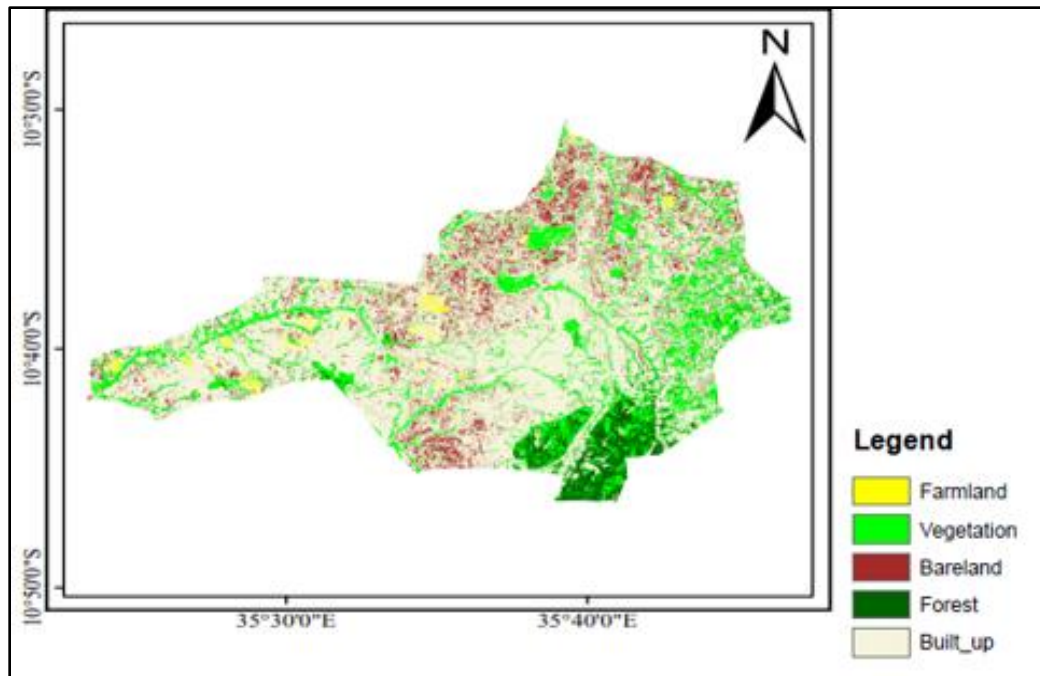 N
10°30'0"S
10°40'0"S
10°50'0"S
35°30'0"E
35°40'0"E
Legend
Farmland
Vegetation
Bareland
Forest
Built_up